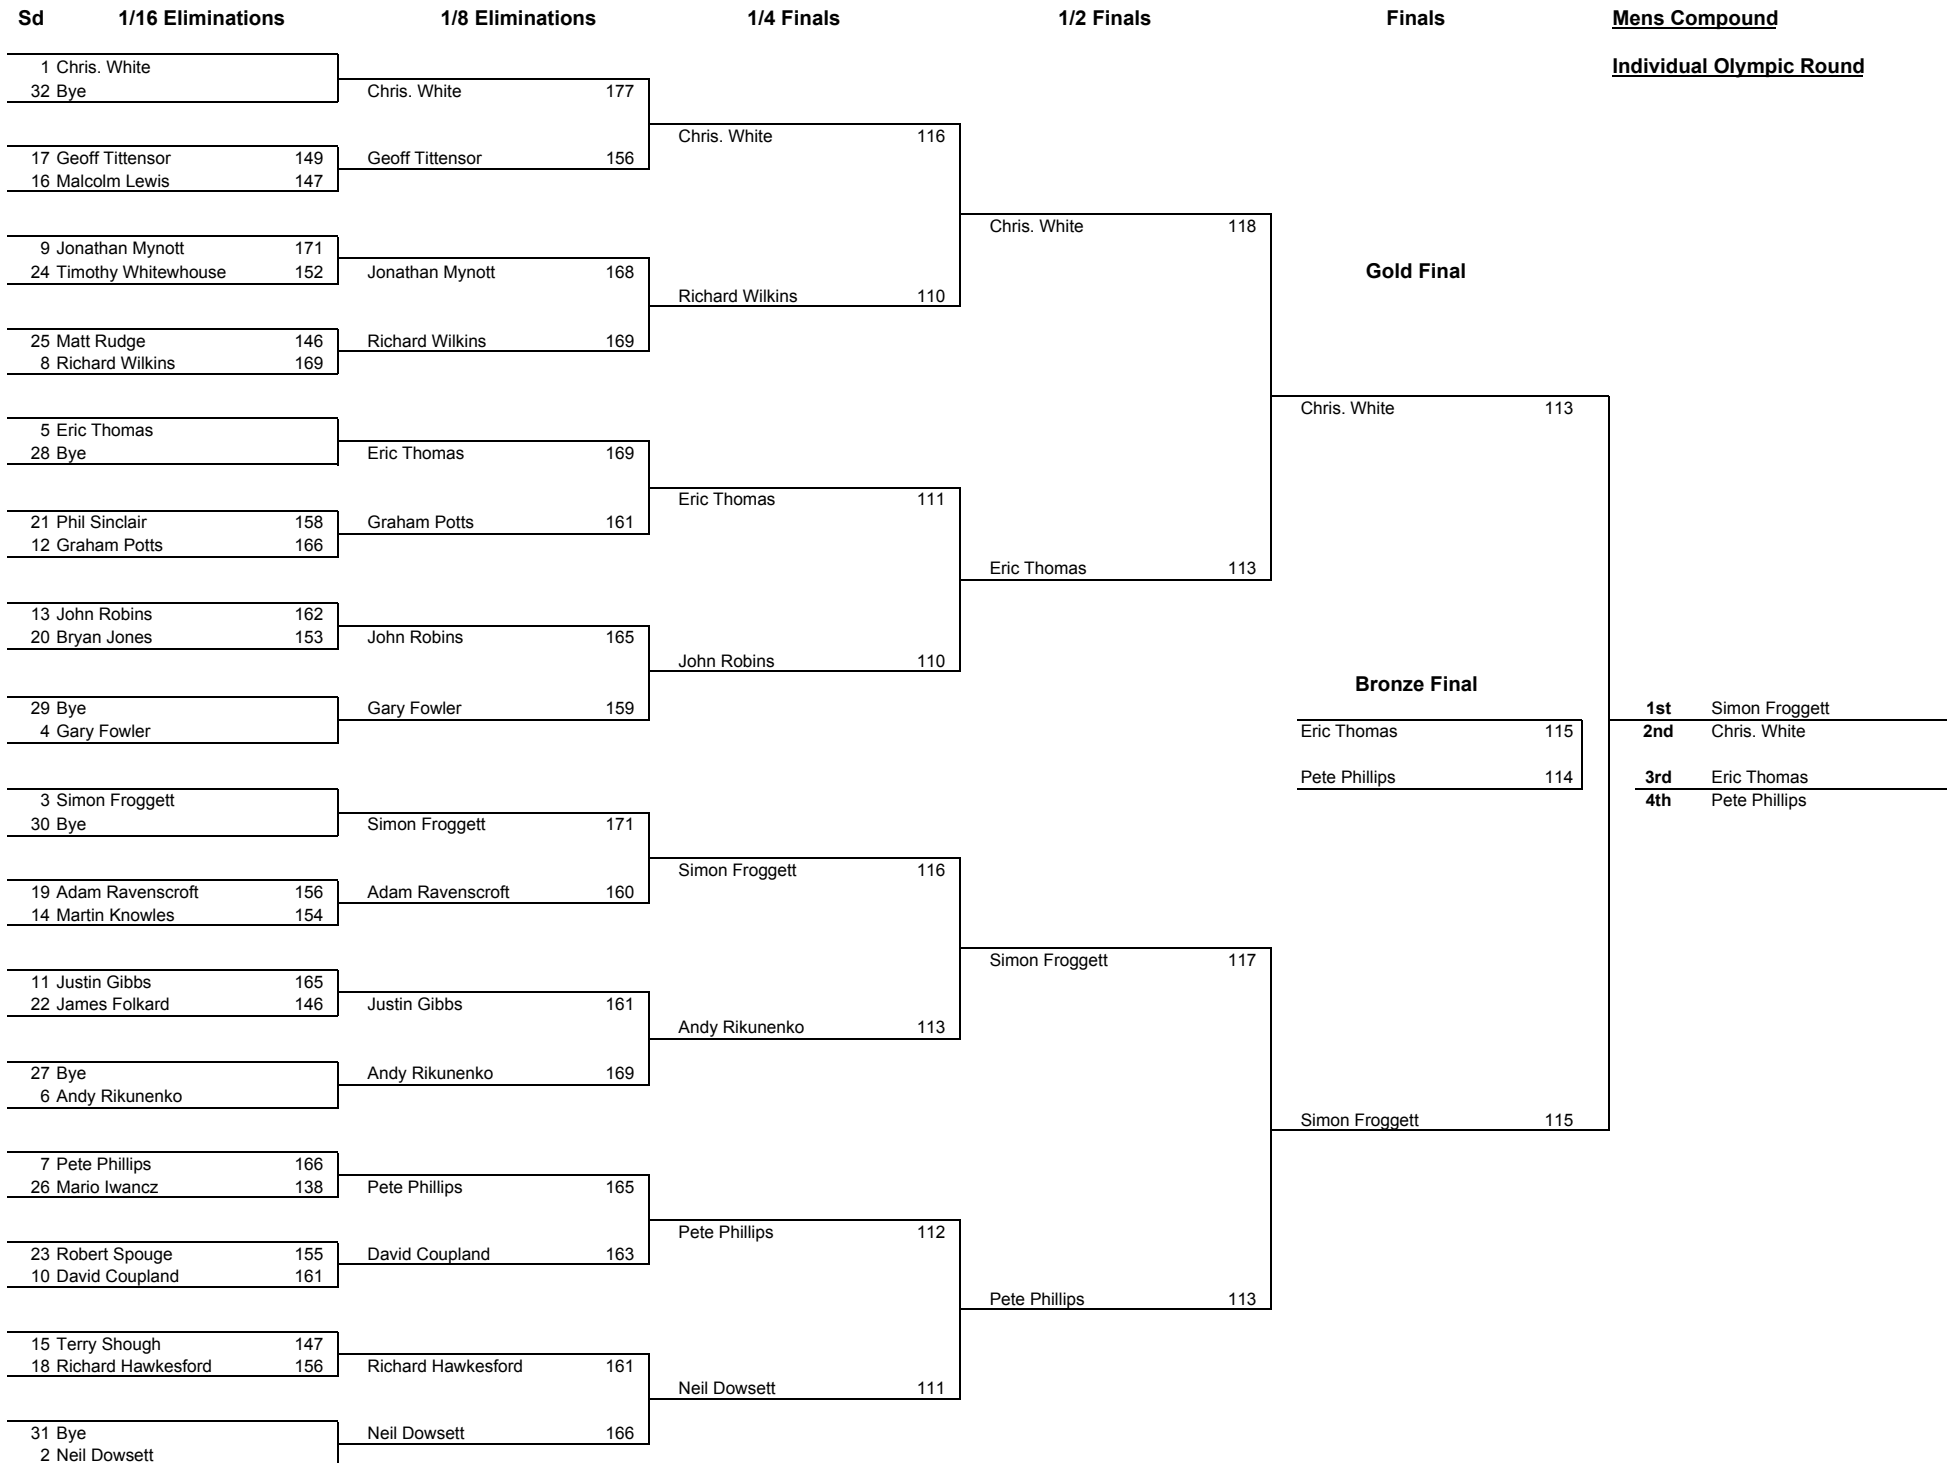 Sd 1/16 Eliminations 1/8 Eliminations 1/4 Finals 1/2 Finals Finals Mens Compound
Individual Olympic Round
1 Chris. White
32 Bye
17 Geoff Tittensor 149
16 Malcolm Lewis 147
9 Jonathan Mynott 171
24 Timothy Whitewhouse 152
25 Matt Rudge 146
8 Richard Wilkins 169
5 Eric Thomas
28 Bye
21 Phil Sinclair 158
12 Graham Potts 166
13 John Robins 162
20 Bryan Jones 153
29 Bye
4 Gary Fowler
3 Simon Froggett
30 Bye
19 Adam Ravenscroft 156
14 Martin Knowles 154
11 Justin Gibbs 165
22 James Folkard 146
27 Bye
6 Andy Rikunenko
7 Pete Phillips 166
26 Mario Iwancz 138
23 Robert Spouge 155
10 David Coupland 161
15 Terry Shough 147
18 Richard Hawkesford 156
31 Bye
2 Neil Dowsett
Chris. White 177
Geoff Tittensor 156
Jonathan Mynott 168
Richard Wilkins 169
Eric Thomas 169
Graham Potts 161
John Robins 165
Gary Fowler 159
Simon Froggett 171
Adam Ravenscroft 160
Justin Gibbs 161
Andy Rikunenko 169
Pete Phillips 165
David Coupland 163
Richard Hawkesford 161
Neil Dowsett 166
Chris. White 116
Richard Wilkins 110
Eric Thomas 111
John Robins 110
Simon Froggett 116
Andy Rikunenko 113
Pete Phillips 112
Neil Dowsett 111
Chris. White 118
Eric Thomas 113
Simon Froggett 117
Pete Phillips 113
Gold Final
Chris. White 113
Simon Froggett 115
Bronze Final
Eric Thomas 115
Pete Phillips 114
1st Simon Froggett
2nd Chris. White
3rd Eric Thomas
4th Pete Phillips